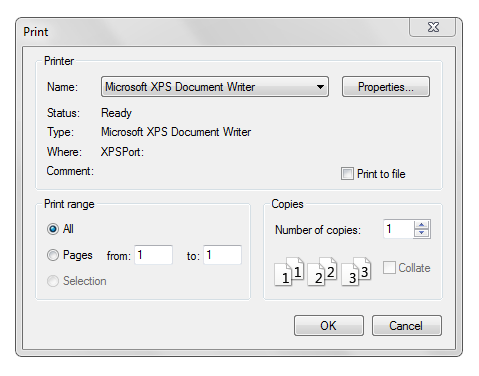 Print
Printer
Name: Microsoft XPS Document Writer Properties...
Status: Ready
Type: Microsoft XPS Document Writer
Where: XPSPort:
Comment:
Print to file
Print range
All
Pages from: 1 to: 1
Selection
Copies
Number of copies: 1
1 1 2 2 3 3
Collate
OK Cancel